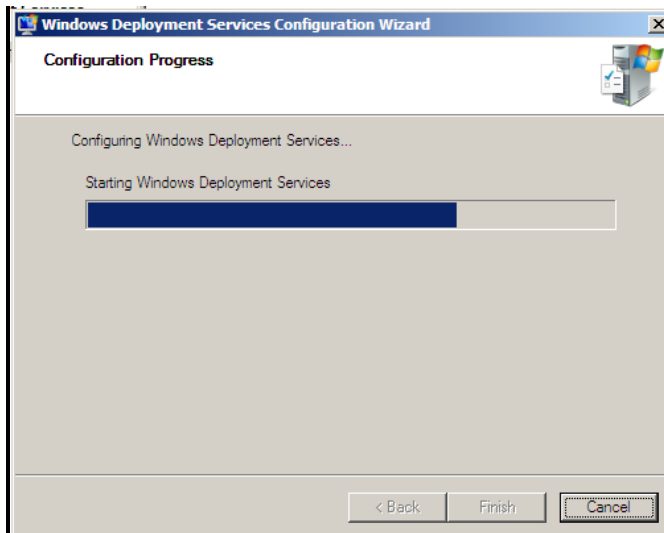 Windows Deployment Services Configuration Wizard
Configuration Progress
Configuring Windows Deployment Services...
Starting Windows Deployment Services
< Back
Finish
Cancel